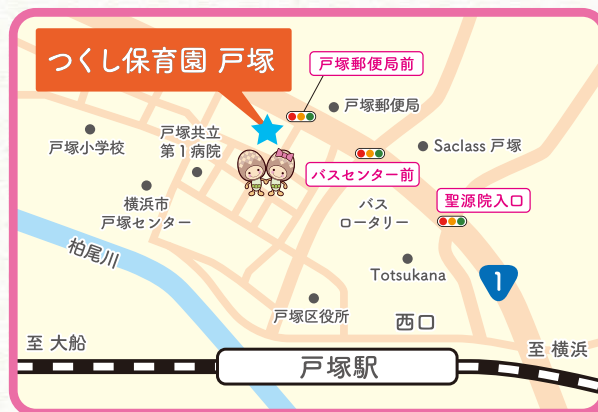 つくし保育園 戸塚
戸塚郵便局前
戸塚郵便局
戸塚小学校
戸塚共立
第1病院
バスセンター前
Saclass 戸塚
横浜市
戸塚センター
バス
ロータリー
聖源院入口
柏尾川
Totsukana
1
戸塚区役所
西口
至 大船
戸塚駅
至 横浜